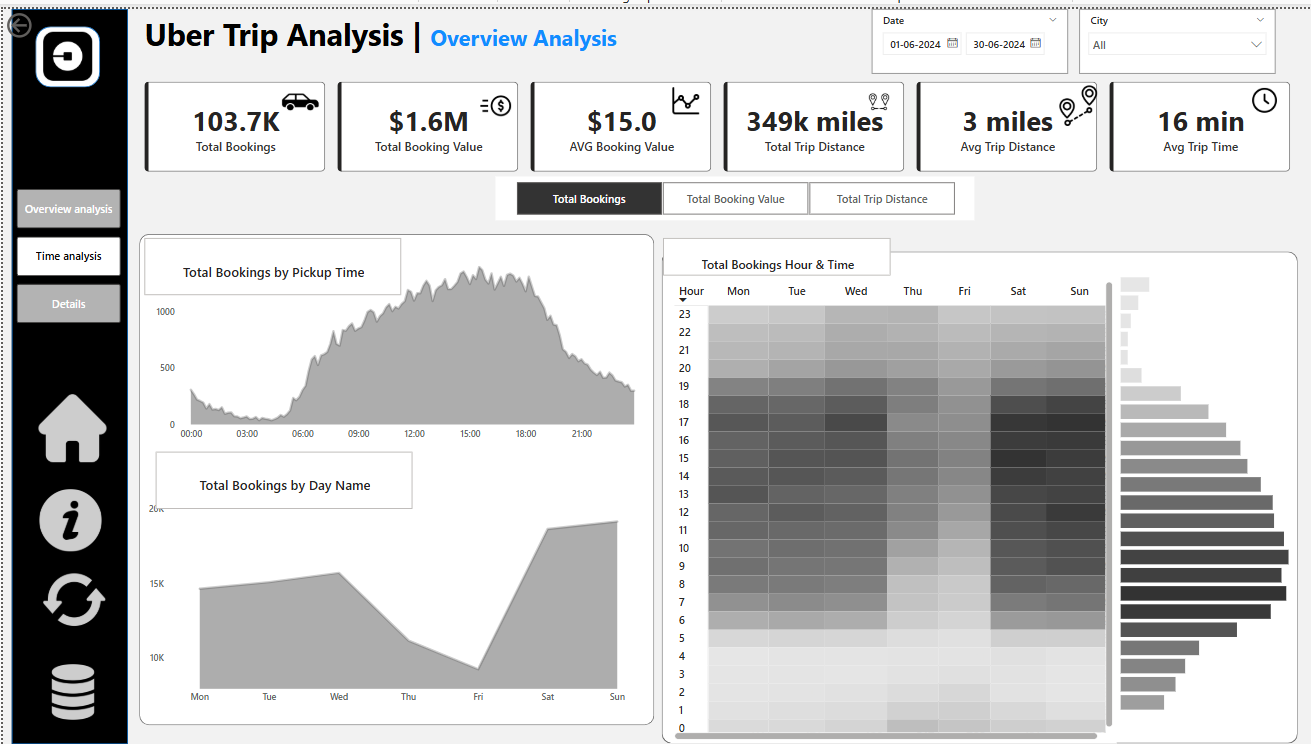 Uber Trip Analysis | Overview Analysis
Date
01-06-2024 30-06-2024
City
All
103.7K
Total Bookings
$1.6M
Total Booking Value
$15.0
AVG Booking Value
349k miles
Total Trip Distance
3 miles
Avg Trip Distance
16 min
Avg Trip Time
Overview analysis
Time analysis
Details
Total Bookings Total Booking Value Total Trip Distance
Total Bookings by Pickup Time
1000
500
0
00:00 03:00 06:00 09:00 12:00 15:00 18:00 21:00
Total Bookings by Day Name
20K
15K
10K
Mon Tue Wed Thu Fri Sat Sun
Total Bookings Hour & Time
Hour Mon Tue Wed Thu Fri Sat Sun
23
22
21
20
19
18
17
16
15
14
13
12
11
10
9
8
7
6
5
4
3
2
1
0